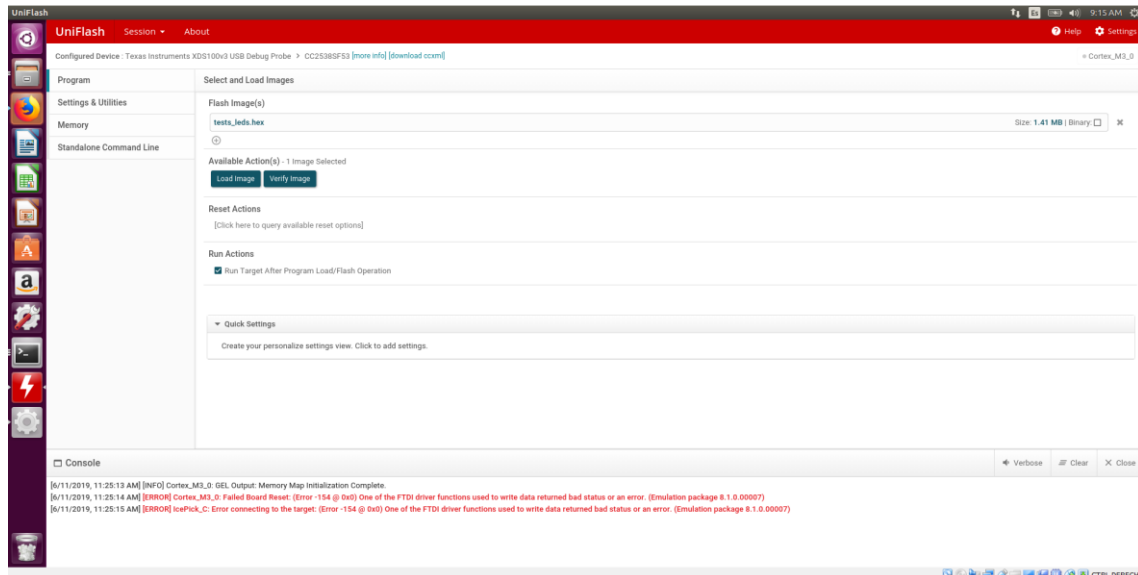 UniFlash
Es 9:15 AM
UniFlash Session About Help Settings
Configured Device : Texas Instruments XDS100v3 USB Debug Probe > CC2538SF53 [more info] [download ccxml] Cortex_M3_0
Program
Settings & Utilities
Memory
Standalone Command Line
Select and Load Images
Flash Image(s)
tests_leds.hex Size: 1.41 MB | Binary:
Available Action(s) - 1 Image Selected
Load Image Verify Image
Reset Actions
[Click here to query available reset options]
Run Actions
Run Target After Program Load/Flash Operation
Quick Settings
Create your personalize settings view. Click to add settings.
Console Verbose Clear Close
[6/11/2019, 11:25:13 AM] [INFO] Cortex_M3_0: GEL Output: Memory Map Initialization Complete.
[6/11/2019, 11:25:14 AM] [ERROR] Cortex_M3_0: Failed Board Reset: (Error -154 @ 0x0) One of the FTDI driver functions used to write data returned bad status or an error. (Emulation package 8.1.0.00007)
[6/11/2019, 11:25:15 AM] [ERROR] IcePick_C: Error connecting to the target: (Error -154 @ 0x0) One of the FTDI driver functions used to write data returned bad status or an error. (Emulation package 8.1.0.00007)